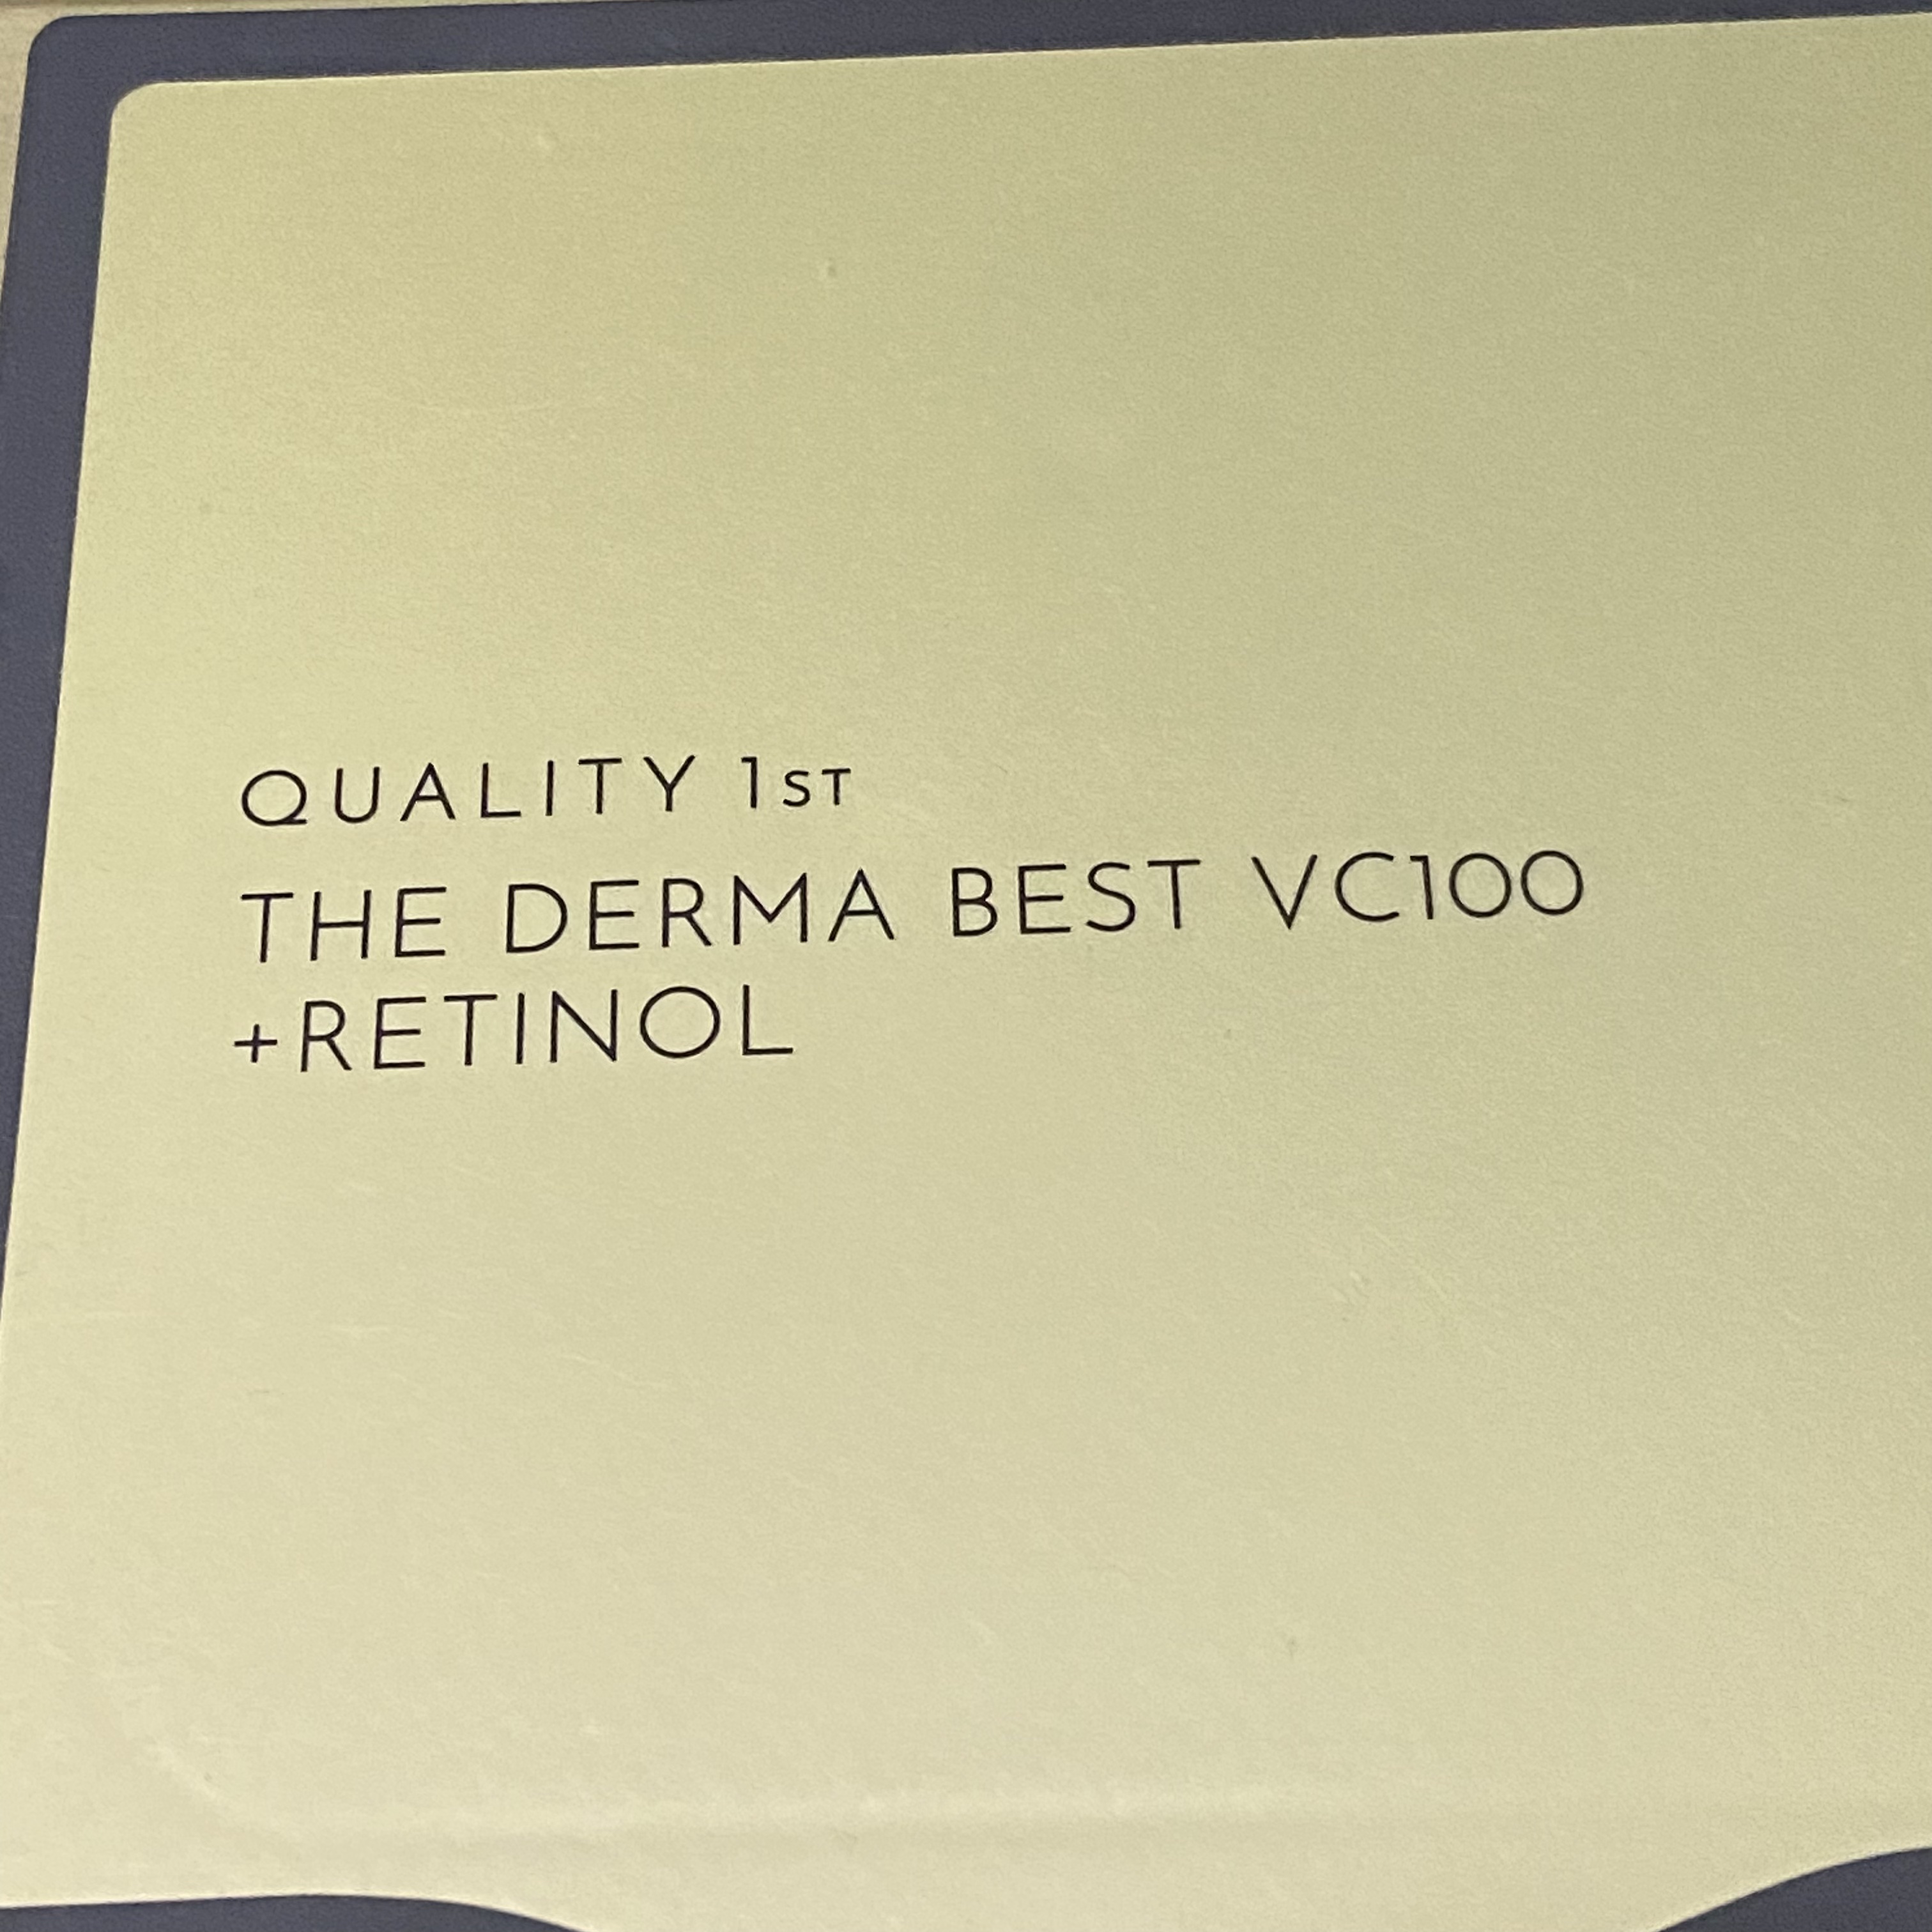 QUALITY 1ST
THE DERMA BEST VC100
+RETINOL